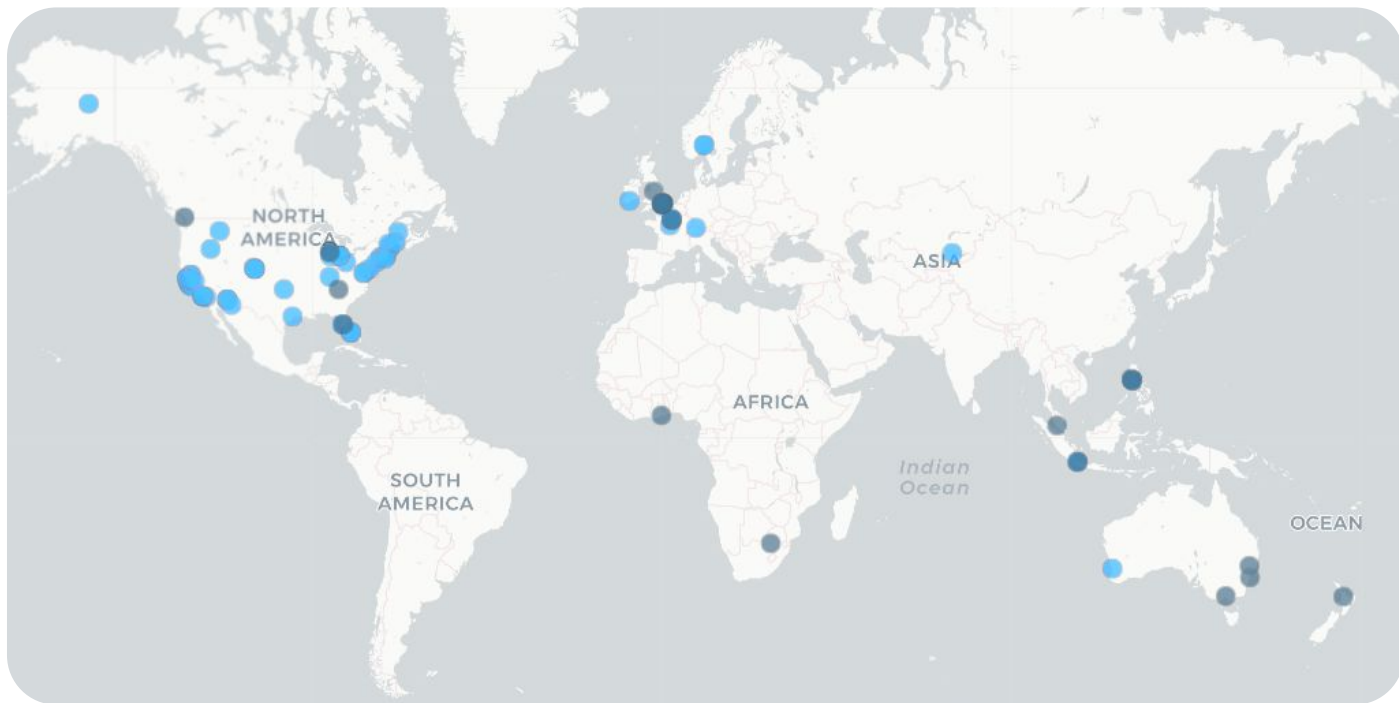 NORTH
AMERICA
ASIA
AFRICA
SOUTH
AMERICA
Indian
Ocean
OCEAN